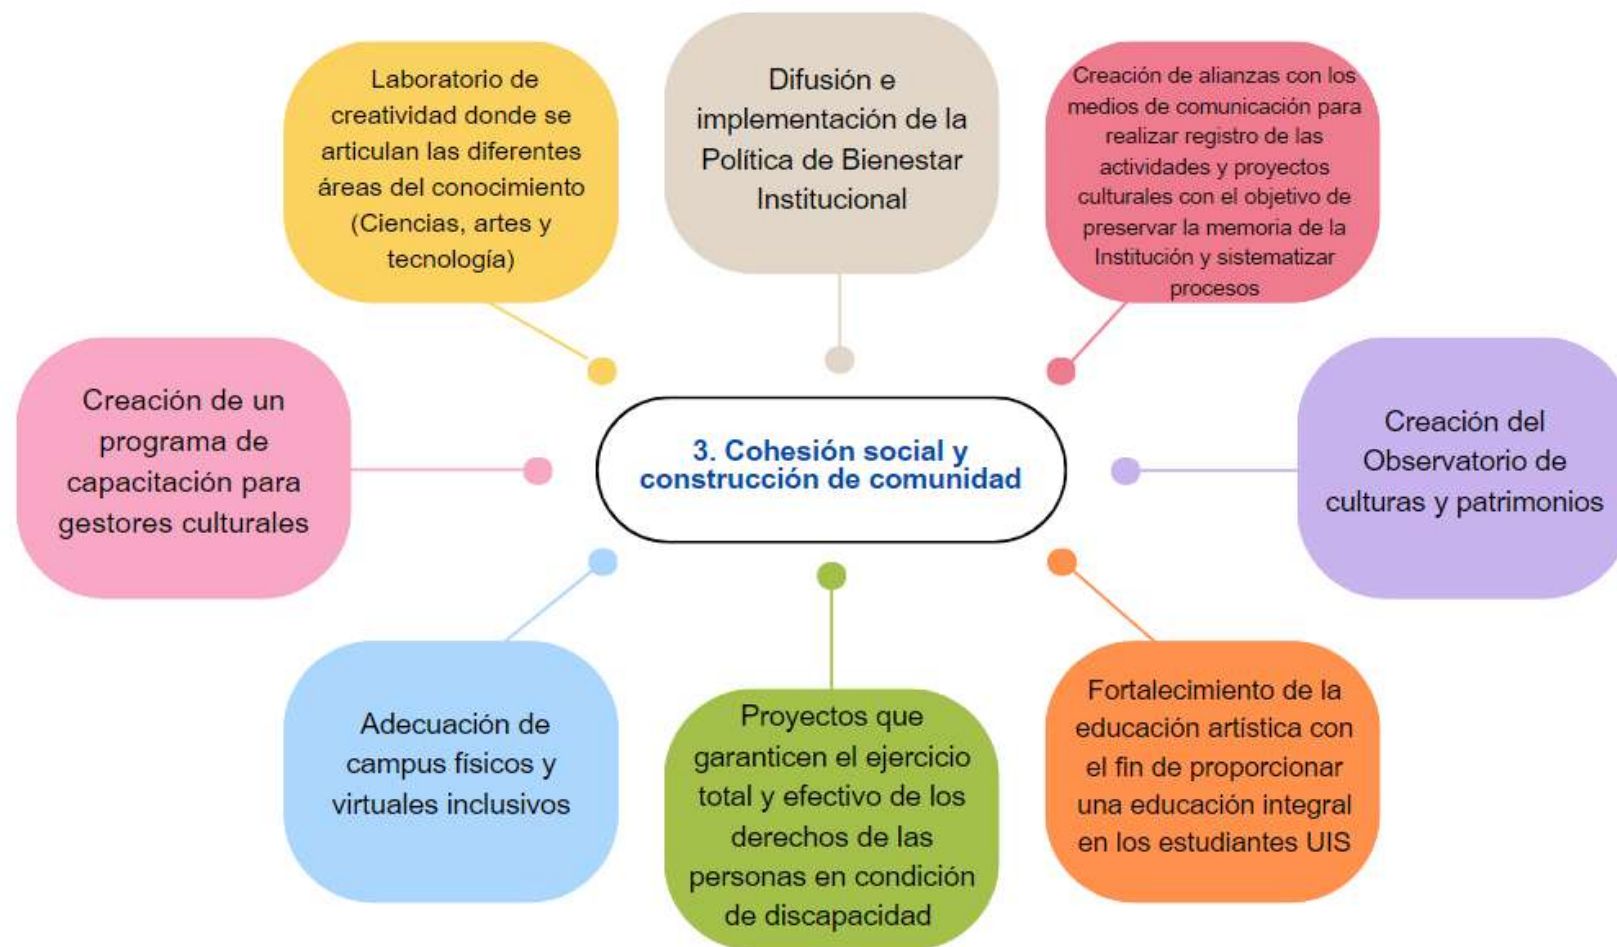 Laboratorio de
creatividad donde se
articulan las diferentes
áreas del conocimiento
(Ciencias, artes y
tecnología)
Difusión e
implementación de la
Política de Bienestar
Institucional
Creación de alianzas con los
medios de comunicación para
realizar registro de las
actividades y proyectos
culturales con el objetivo de
preservar la memoria de la
Institución y sistematizar
procesos
Creación de un
programa de
capacitación para
gestores culturales
3. Cohesión social y
construcción de comunidad
Creación del
Observatorio de
culturas y patrimonios
Adecuación de
campus físicos y
virtuales inclusivos
Proyectos que
garanticen el ejercicio
total y efectivo de los
derechos de las
personas en condición
de discapacidad
Fortalecimiento de la
educación artística con
el fin de proporcionar
una educación integral
en los estudiantes UIS